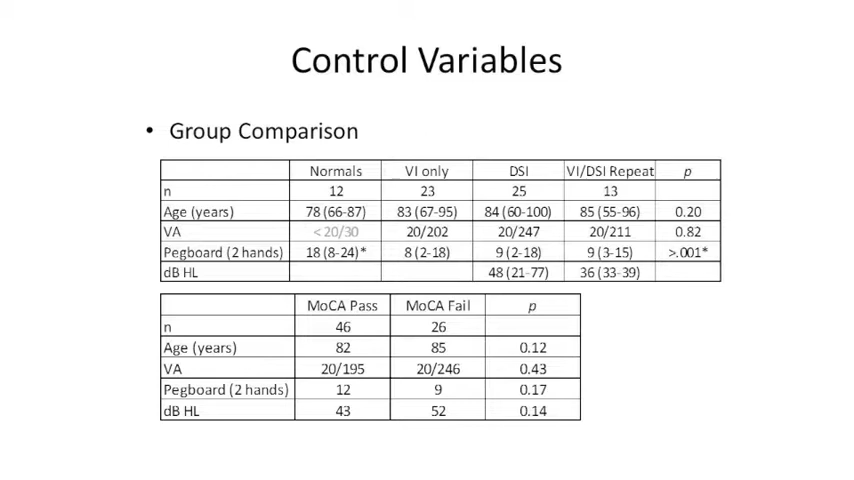 Control Variables
• Group Comparison
Normals VI only DSI VI/DSI Repeat p
n 12 23 25 13
Age (years) 78 (66-87) 83 (67-95) 84 (60-100) 85 (55-96) 0.20
VA <20/30 20/202 20/247 20/211 0.82
Pegboard (2 hands) 18 (8-24)* 8 (2-18) 9 (2-18) 9 (3-15) >.001*
dB HL 48 (21-77) 36 (33-39)
MoCA Pass MoCA Fail p
n 46 26
Age (years) 82 85 0.12
VA 20/195 20/246 0.43
Pegboard (2 hands) 12 9 0.17
dB HL 43 52 0.14